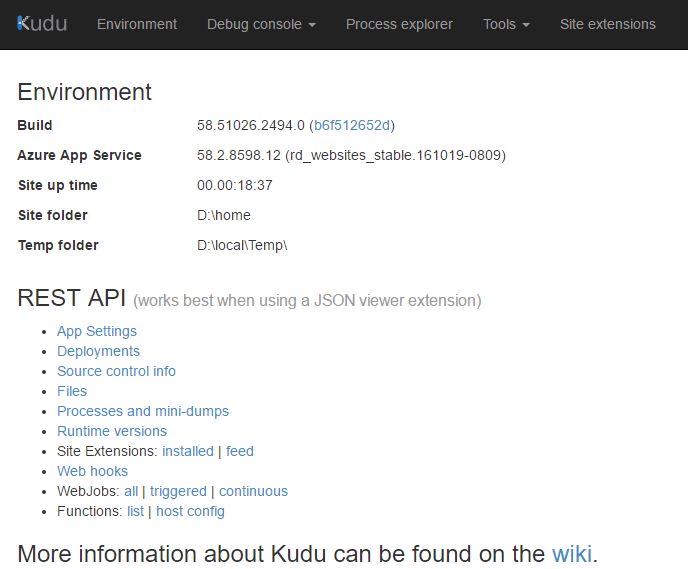 Kudu Environment Debug console Process explorer Tools Site extensions
Environment
Build 58.51026.2494.0 (b6f512652d)
Azure App Service 58.2.8598.12 (rd_websites_stable.161019-0809)
Site up time 00.00:18:37
Site folder D:\home
Temp folder D:\local\Temp\
REST API (works best when using a JSON viewer extension)
App Settings
Deployments
Source control info
Files
Processes and mini-dumps
Runtime versions
Site Extensions: installed | feed
Web hooks
WebJobs: all | triggered | continuous
Functions: list | host config
More information about Kudu can be found on the wiki.